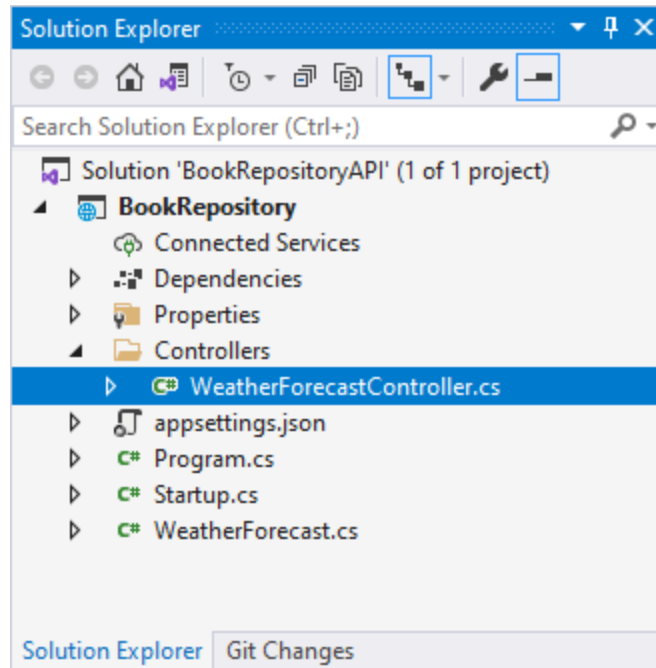 Solution Explorer
Search Solution Explorer (Ctrl+;)
Solution 'BookRepositoryAPI' (1 of 1 project)
BookRepository
Connected Services
Dependencies
Properties
Controllers
C# WeatherForecastController.cs
appsettings.json
C# Program.cs
C# Startup.cs
C# WeatherForecast.cs
Solution Explorer Git Changes